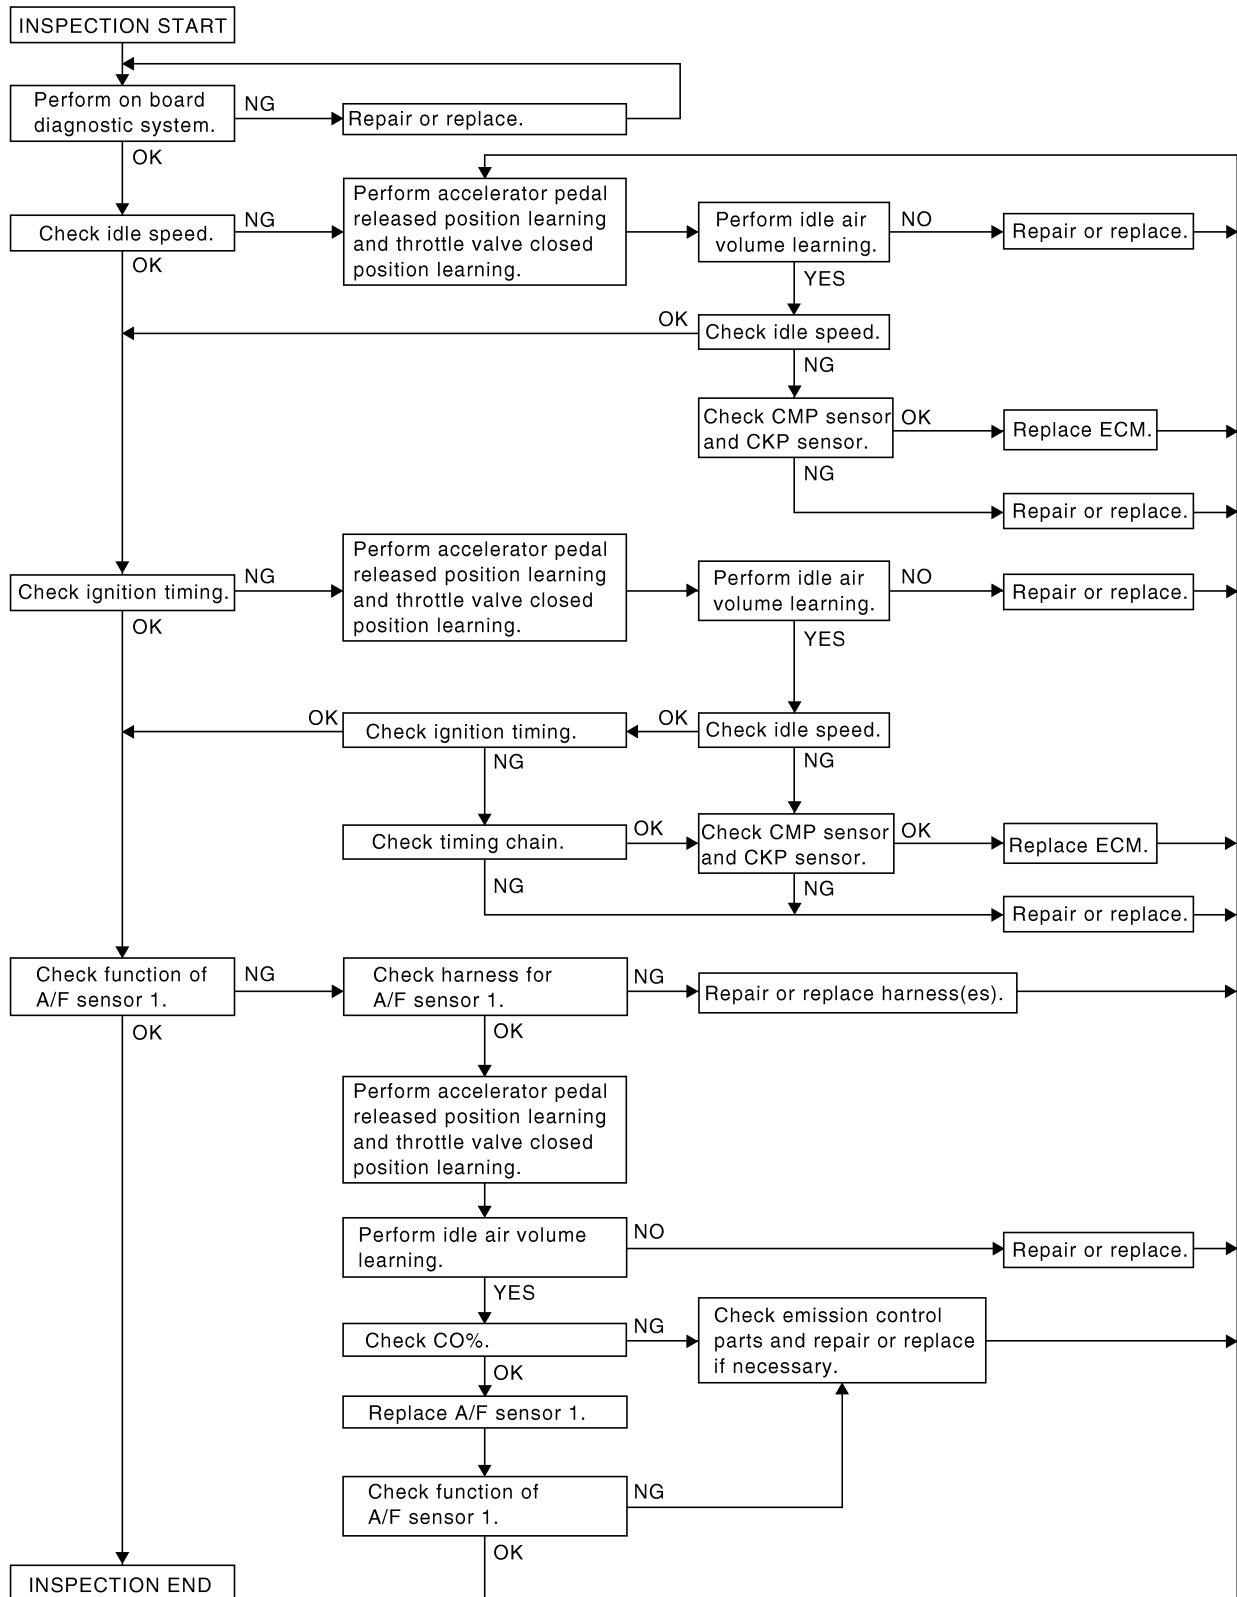 INSPECTION START
Perform on board
diagnostic system.
NG
Repair or replace.
OK
Check idle speed.
NG
Perform accelerator pedal
released position learning
and throttle valve closed
position learning.
Perform idle air
volume learning.
NO
Repair or replace.
OK
YES
OK
Check idle speed.
NG
Check CMP sensor
and CKP sensor.
OK
Replace ECM.
NG
Repair or replace.
Check ignition timing.
NG
Perform accelerator pedal
released position learning
and throttle valve closed
position learning.
Perform idle air
volume learning.
NO
Repair or replace.
OK
YES
OK
Check ignition timing.
OK
Check idle speed.
NG
NG
Check timing chain.
OK
Check CMP sensor
and CKP sensor.
OK
Replace ECM.
NG
NG
Repair or replace.
Check function of
A/F sensor 1.
NG
Check harness for
A/F sensor 1.
NG
Repair or replace harness(es).
OK
OK
Perform accelerator pedal
released position learning
and throttle valve closed
position learning.
Perform idle air volume
learning.
NO
Repair or replace.
YES
Check CO%.
NG
Check emission control
parts and repair or replace
if necessary.
OK
Replace A/F sensor 1.
Check function of
A/F sensor 1.
NG
OK
INSPECTION END